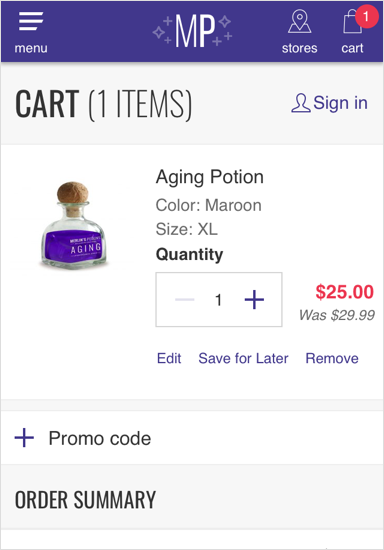 menu
MP
stores
1
cart
CART (1 ITEMS)
Sign in
Aging Potion
Color: Maroon
Size: XL
Quantity
1
$25.00
Was $29.99
AGING
Edit
Save for Later
Remove
Promo code
ORDER SUMMARY